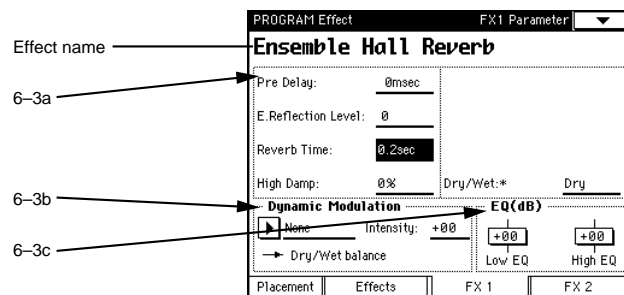 PROGRAM Effect FX1 Parameter
Effect name
Ensemble Hall Reverb
6–3a
Pre Delay: 0msec
E.Reflection Level: 0
Reverb Time: 0.2sec
High Damp: 0% Dry/Wet:* Dry
6–3b
Dynamic Modulation EQ(dB)
None Intensity: +00 +00 +00
6–3c
Dry/Wet balance Low EQ High EQ
Placement Effects FX 1 FX 2